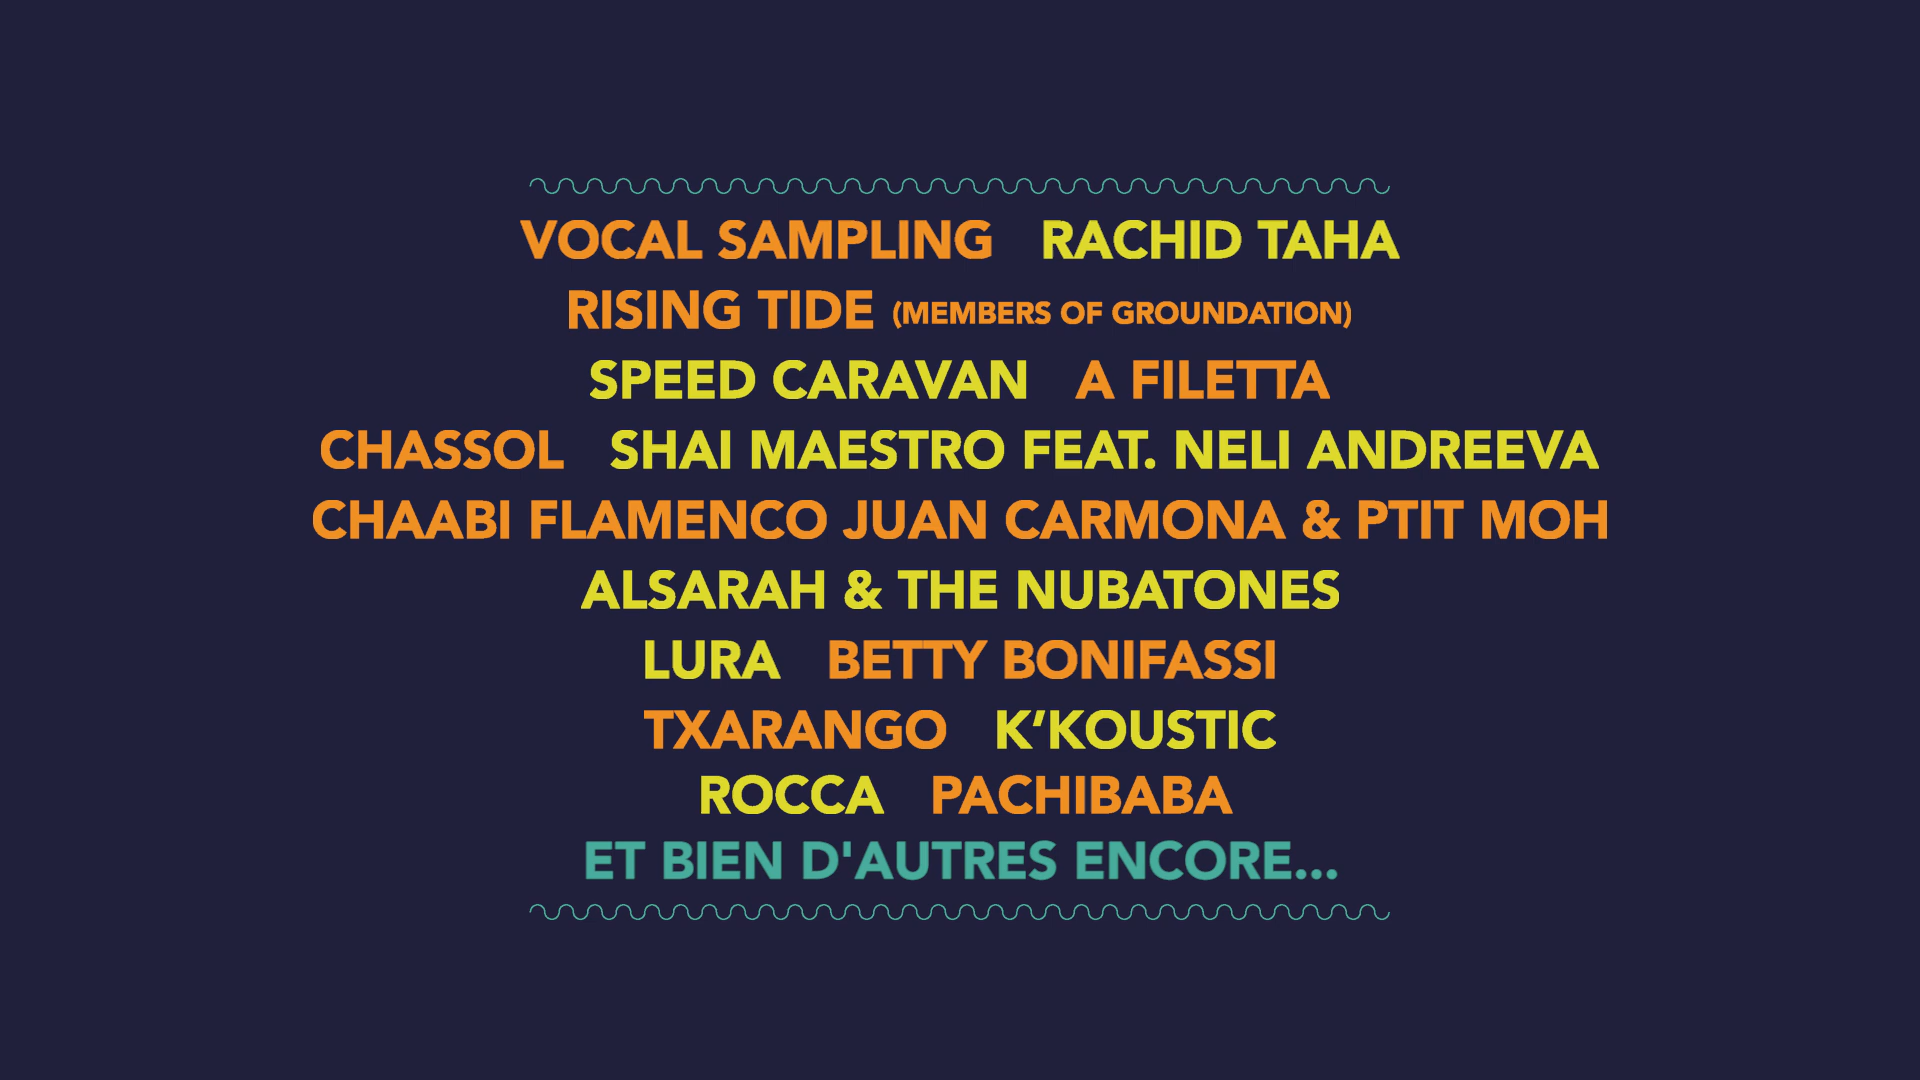 VOCAL SAMPLING RACHID TAHA
RISING TIDE (MEMBERS OF GROUNDATION)
SPEED CARAVAN A FILETTA
CHASSOL SHAI MAESTRO FEAT. NELI ANDREEVA
CHAABI FLAMENCO JUAN CARMONA & PTIT MOH
ALSARAH & THE NUBATONES
LURA BETTY BONIFASSI
TXARANGO K’KOUSTIC
ROCCA PACHIBABA
ET BIEN D'AUTRES ENCORE...